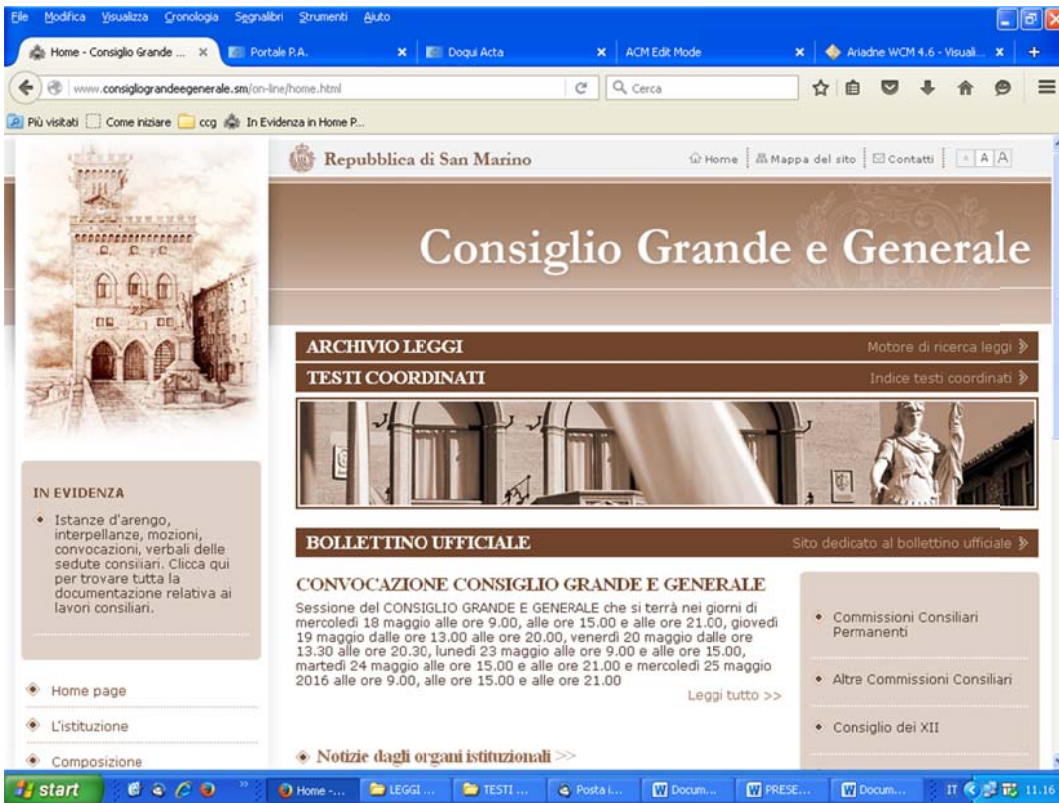 File Modifica Visualizza Cronologia Segnalibri Strumenti Aiuto
Home - Consiglio Grande ... Portale P.A. Doqui Acta ACM Edit Mode Ariadne WCM 4.6 - Visuali...
www.consigliograndeegenerale.sm/on-line/home.html Cerca
Più visitati Come iniziare ccg In Evidenza in Home P...
Repubblica di San Marino
Home Mappa del sito Contatti A A A
Consiglio Grande e Generale
ARCHIVIO LEGGI Motore di ricerca leggi
TESTI COORDINATI Indice testi coordinati
IN EVIDENZA
Istanze d'arengo,
interpellanze, mozioni,
convocazioni, verbali delle
sedute consiliari. Clicca qui
per trovare tutta la
documentazione relativa ai
lavori consiliari.
Home page
L'istituzione
Composizione
BOLLETTINO UFFICIALE Sito dedicato al bollettino ufficiale
CONVOCAZIONE CONSIGLIO GRANDE E GENERALE
Sessione del CONSIGLIO GRANDE E GENERALE che si terrà nei giorni di
mercoledì 18 maggio alle ore 9.00, alle ore 15.00 e alle ore 21.00, giovedì
19 maggio dalle ore 13.00 alle ore 20.00, venerdì 20 maggio dalle ore
13.30 alle ore 20.30, lunedì 23 maggio alle ore 9.00 e alle ore 15.00,
martedì 24 maggio alle ore 15.00 e alle ore 21.00 e mercoledì 25 maggio
2016 alle ore 9.00, alle ore 15.00 e alle ore 21.00
Leggi tutto >>
Notizie dagli organi istituzionali >>
Commissioni Consiliari
Permanenti
Altre Commissioni Consiliari
Consiglio dei XII
start Home -... LEGGI ... TESTI ... Posta i... Docum... PRESE... Docum... IT 11.16